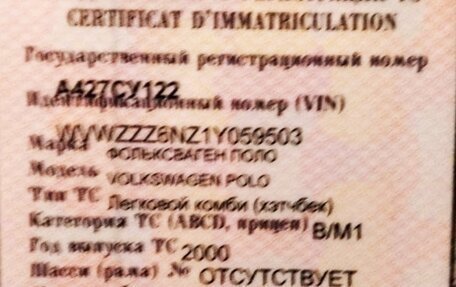 CERTIFICAT D'IMMATRICULATION
Государственный регистрационный номер
А427СУ122
Идентификационный номер (VIN)
WVWZZZ6NZ1Y059503
Марка ФОЛЬКСВАГЕН ПОЛО
Модель VOLKSWAGEN POLO
Тип ТС Легковой комби (хэтчбек)
Категория ТС (ABCD, прицеп) B/M1
Год выпуска ТС 2000
Шасси (рама) № ОТСУТСТВУЕТ